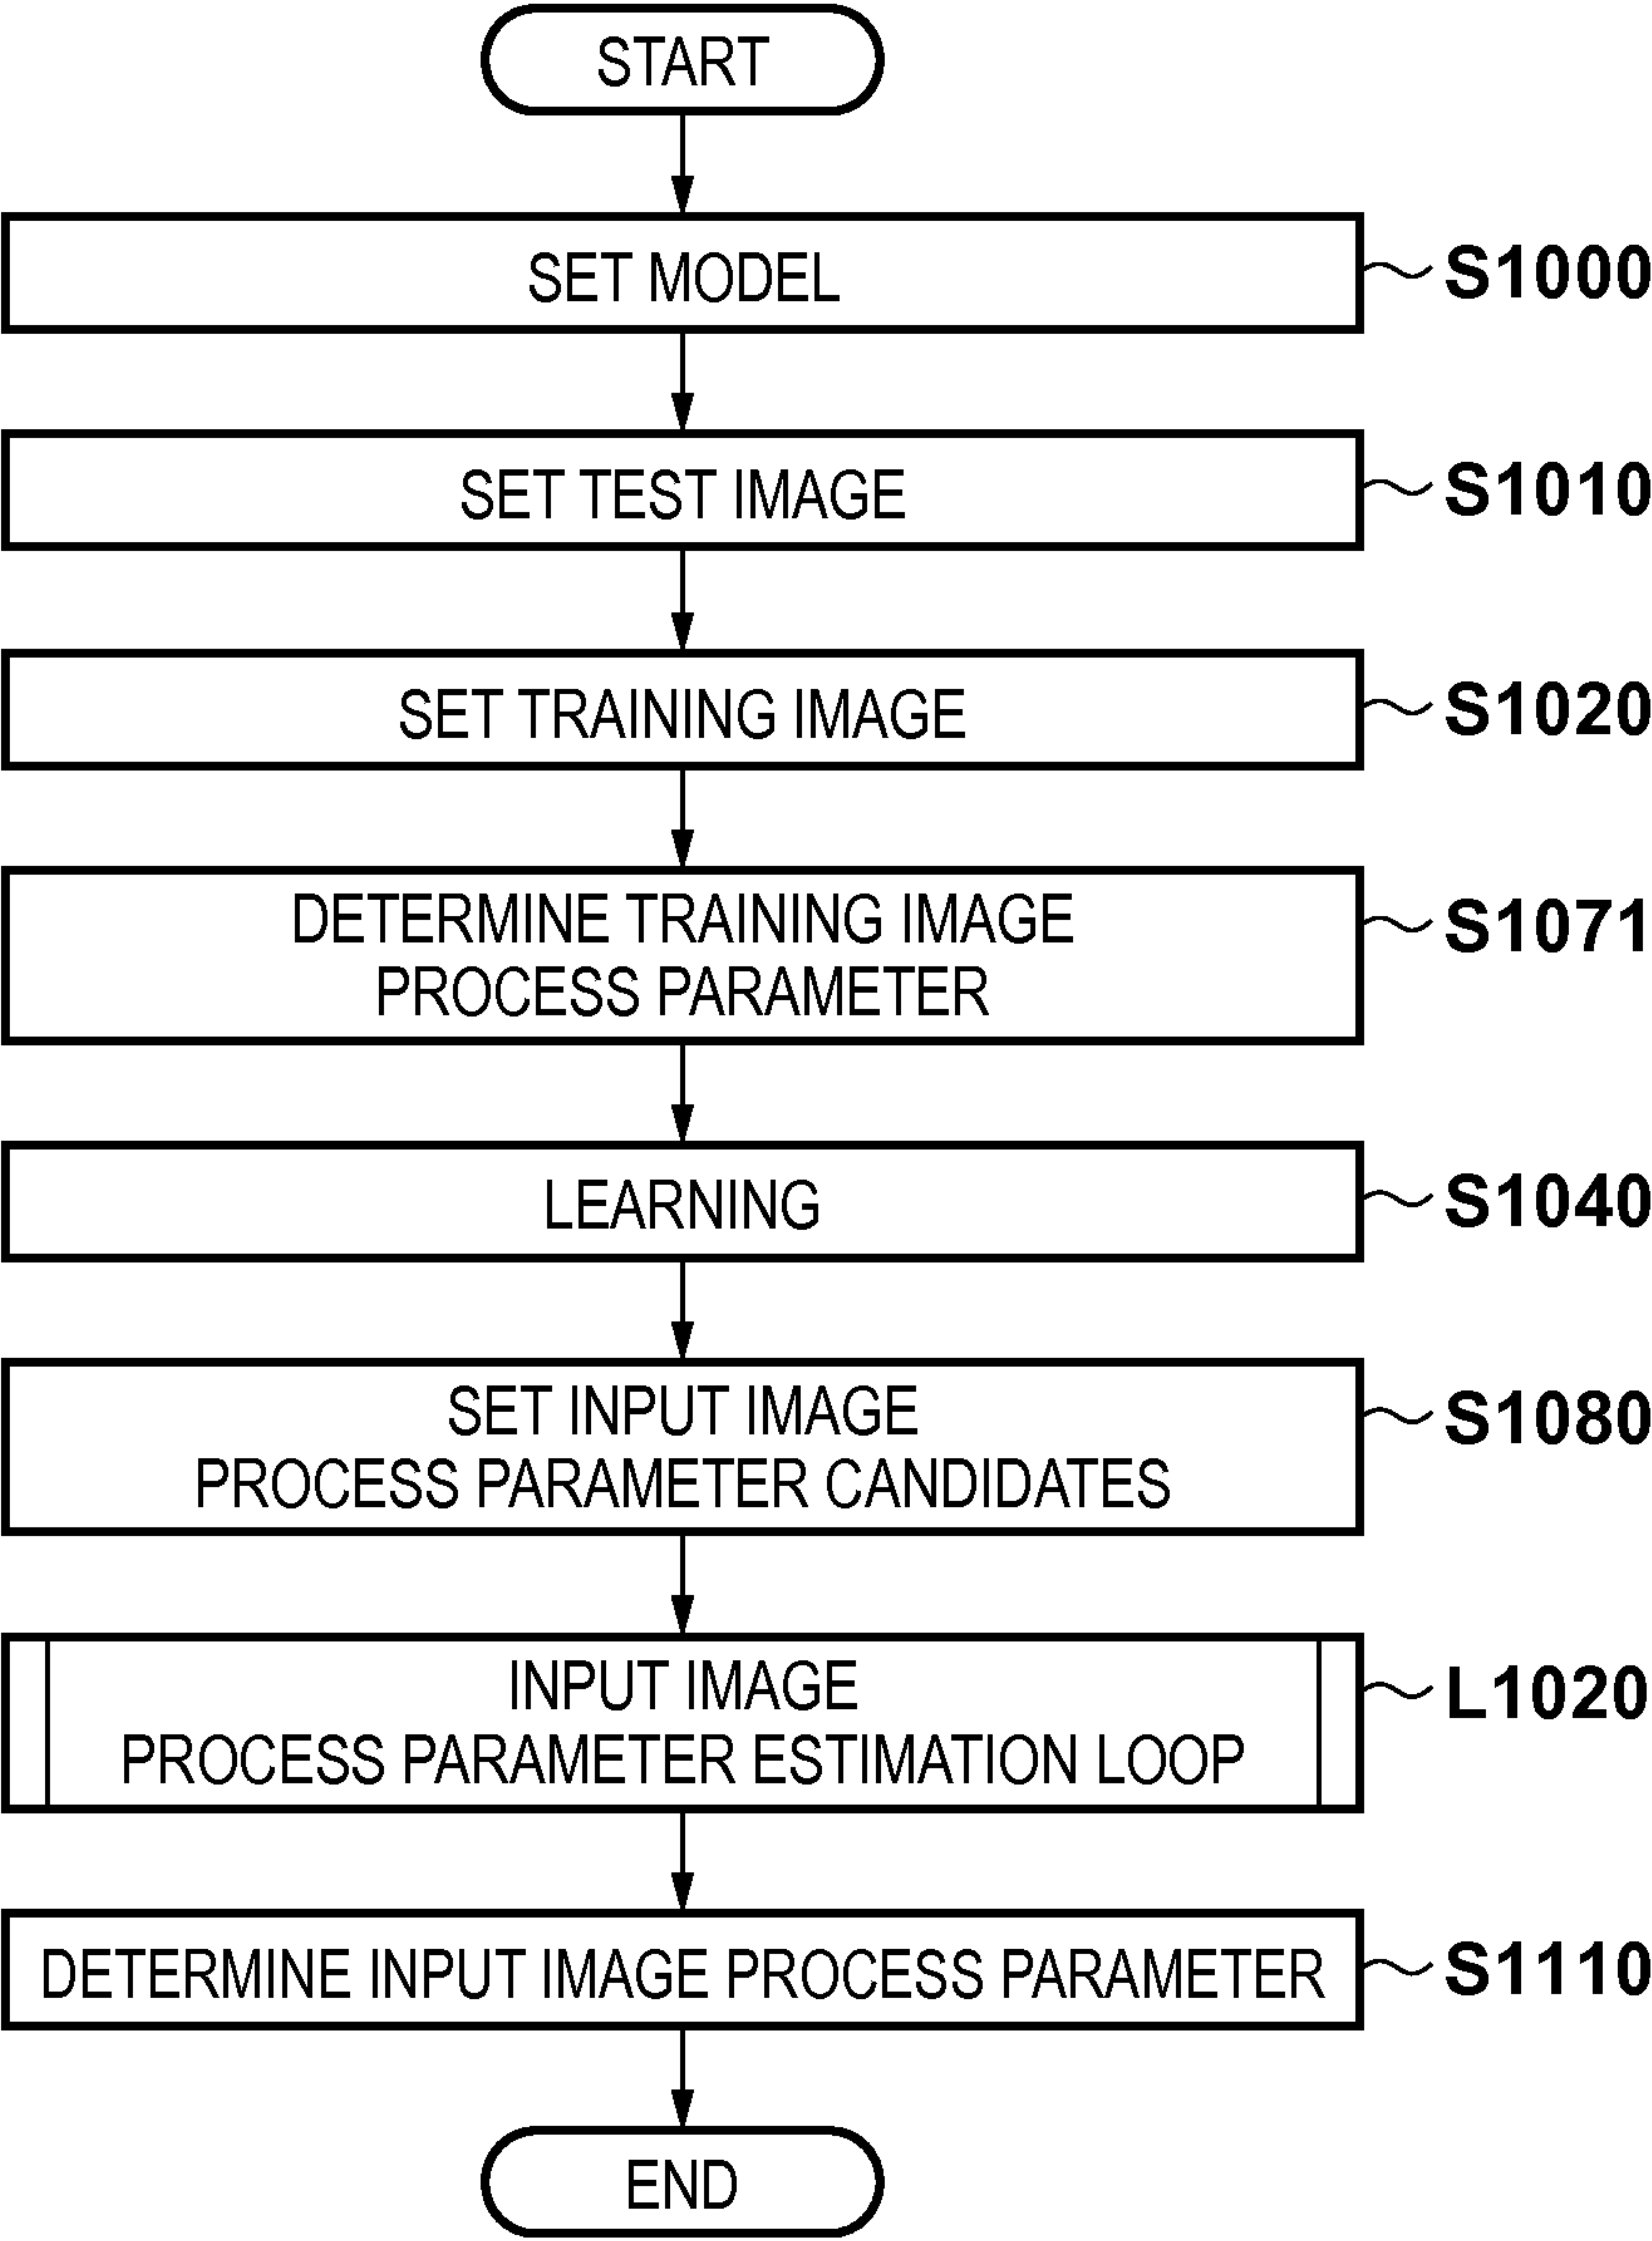 START
SET MODEL
S1000
SET TEST IMAGE
S1010
SET TRAINING IMAGE
S1020
DETERMINE TRAINING IMAGE
PROCESS PARAMETER
S1071
LEARNING
S1040
SET INPUT IMAGE
PROCESS PARAMETER CANDIDATES
S1080
INPUT IMAGE
PROCESS PARAMETER ESTIMATION LOOP
L1020
DETERMINE INPUT IMAGE PROCESS PARAMETER
S1110
END